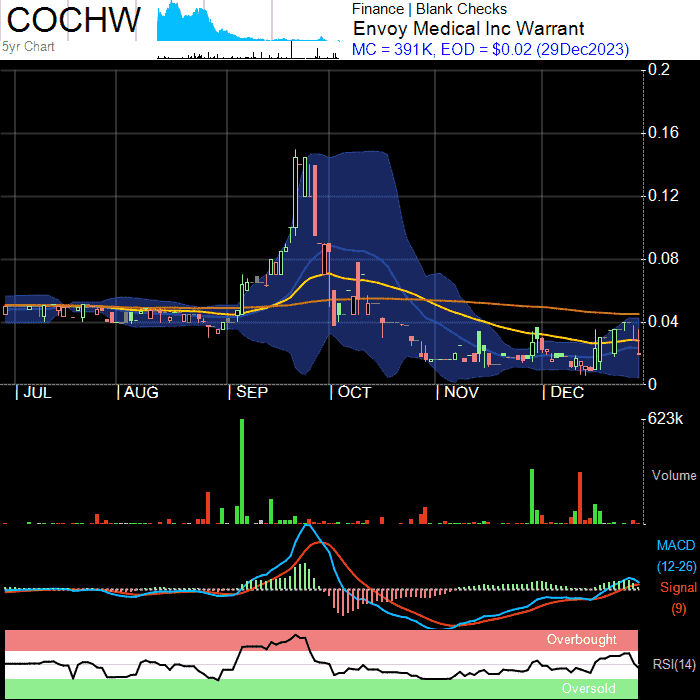 COCHW
5yr Chart
Finance | Blank Checks
Envoy Medical Inc Warrant
MC = 391K, EOD = $0.02 (29Dec2023)
0.2
0.16
0.12
0.08
0.04
0
| JUL | AUG | SEP | OCT | NOV | DEC
623k
Volume
MACD
(12-26)
Signal
(9)
Overbought
RSI(14)
Oversold